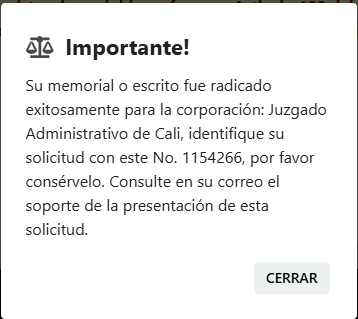 Importante!
Su memorial o escrito fue radicado
exitosamente para la corporación: Juzgado
Administrativo de Cali, identifique su
solicitud con este No. 1154266, por favor
consérvelo. Consulte en su correo el
soporte de la presentación de esta
solicitud.
CERRAR